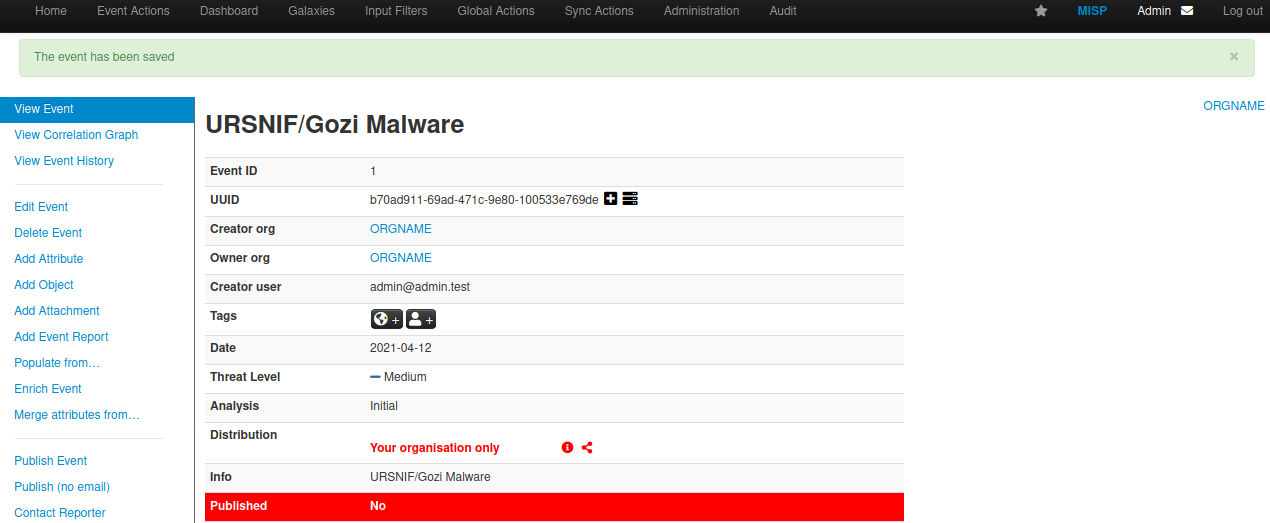 Home Event Actions Dashboard Galaxies Input Filters Global Actions Sync Actions Administration Audit MISP Admin Log out
The event has been saved ×
View Event
View Correlation Graph
View Event History
Edit Event
Delete Event
Add Attribute
Add Object
Add Attachment
Add Event Report
Populate from…
Enrich Event
Merge attributes from…
Publish Event
Publish (no email)
Contact Reporter
ORGNAME
URSNIF/Gozi Malware
Event ID 1
UUID b70ad911-69ad-471c-9e80-100533e769de
Creator org ORGNAME
Owner org ORGNAME
Creator user admin@admin.test
Tags + +
Date 2021-04-12
Threat Level Medium
Analysis Initial
Distribution Your organisation only
Info URSNIF/Gozi Malware
Published No